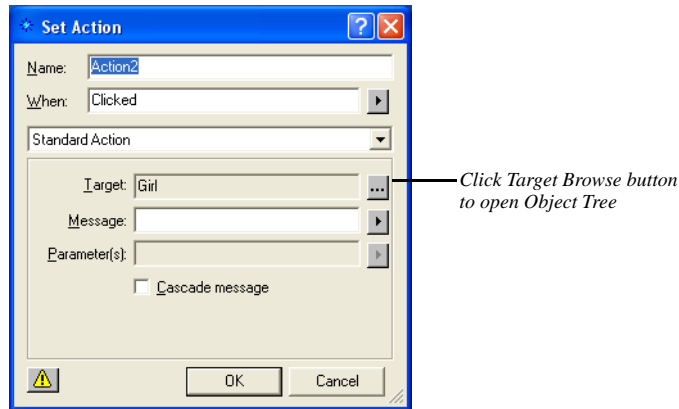 Set Action
Name: Action2
When: Clicked
Standard Action
Target: Girl ...
Click Target Browse button
to open Object Tree
Message:
Parameter(s):
Cascade message
OK Cancel